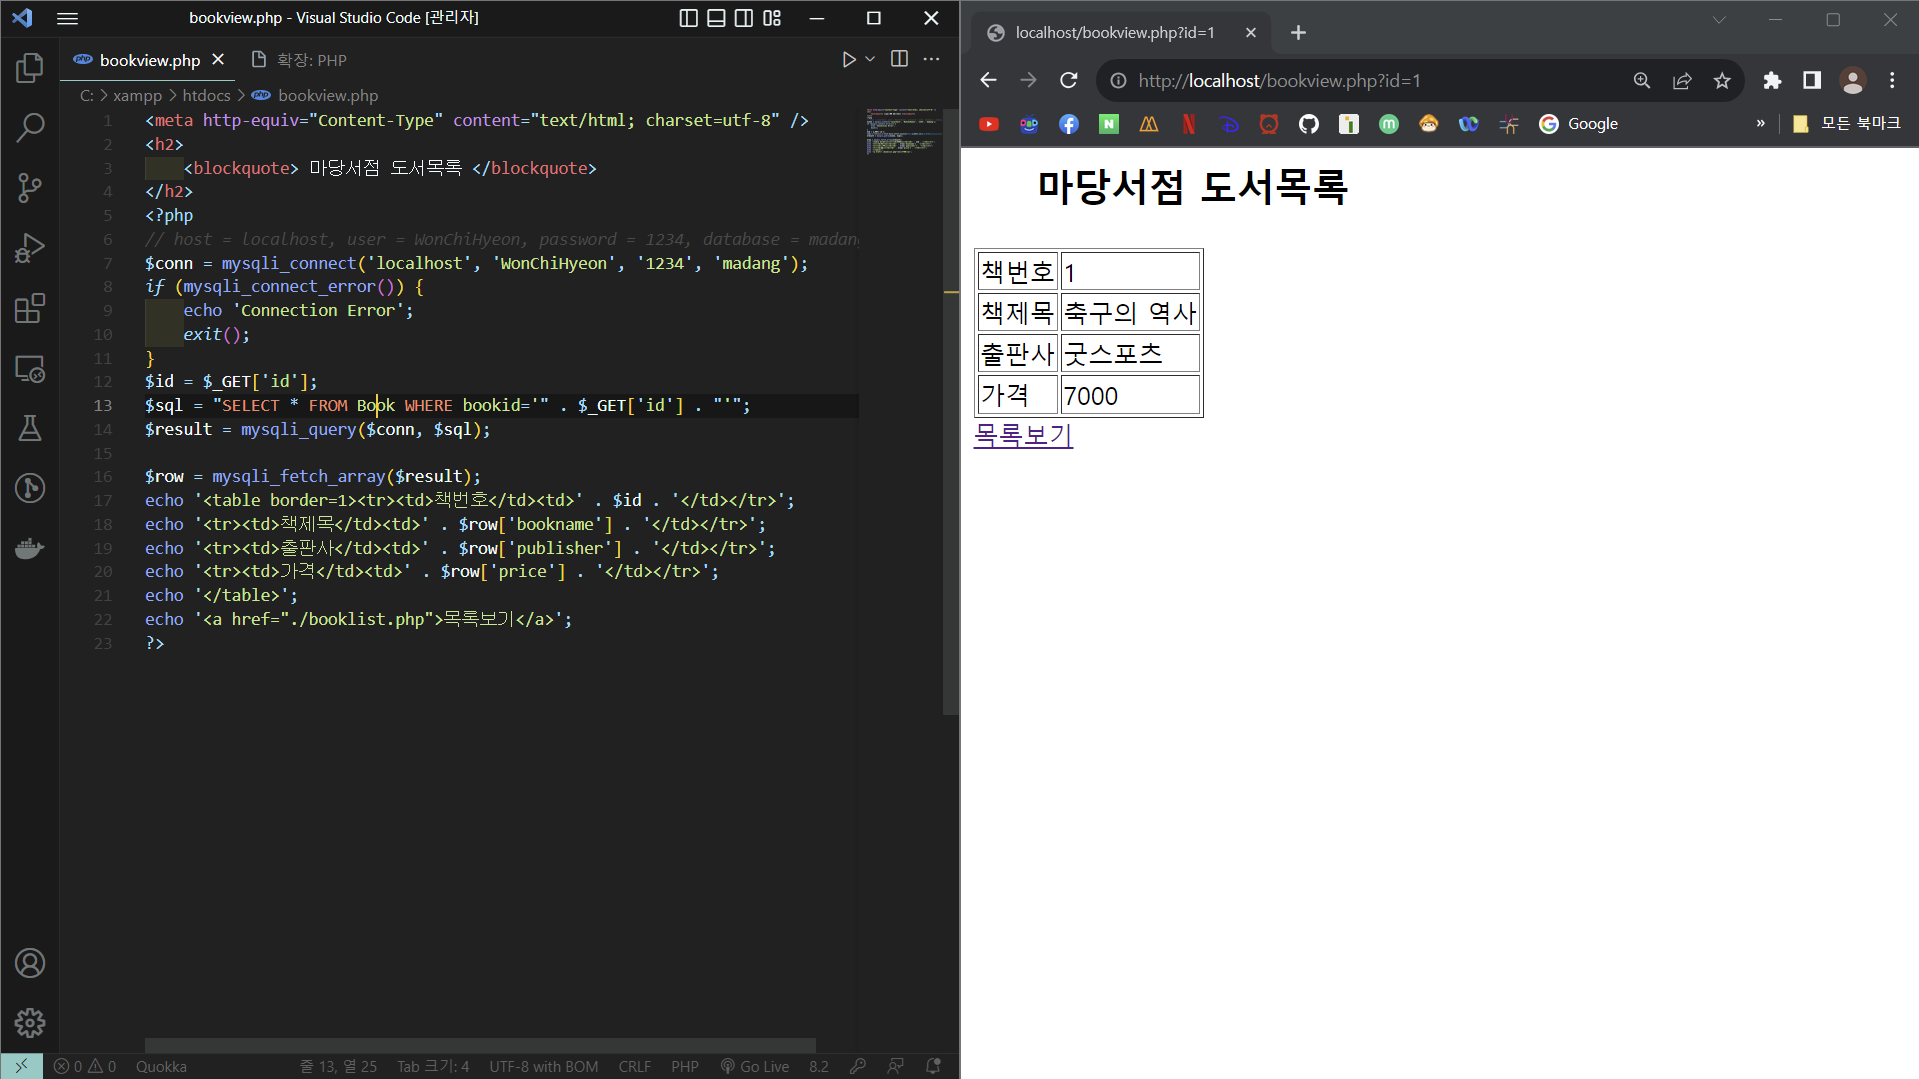 bookview.php - Visual Studio Code [관리자]
bookview.php
확장: PHP
C: > xampp > htdocs > bookview.php
1 <meta http-equiv="Content-Type" content="text/html; charset=utf-8" />
2 <h2>
3 <blockquote> 마당서점 도서목록 </blockquote>
4 </h2>
5 <?php
6 // host = localhost, user = WonChiHyeon, password = 1234, database = madang
7 $conn = mysqli_connect('localhost', 'WonChiHyeon', '1234', 'madang');
8 if (mysqli_connect_error()) {
9 echo 'Connection Error';
10 exit();
11 }
12 $id = $_GET['id'];
13 $sql = "SELECT * FROM Book WHERE bookid='" . $_GET['id'] . "'";
14 $result = mysqli_query($conn, $sql);
15
16 $row = mysqli_fetch_array($result);
17 echo '<table border=1><tr><td>책번호</td><td>' . $id . '</td></tr>';
18 echo '<tr><td>책제목</td><td>' . $row['bookname'] . '</td></tr>';
19 echo '<tr><td>출판사</td><td>' . $row['publisher'] . '</td></tr>';
20 echo '<tr><td>가격</td><td>' . $row['price'] . '</td></tr>';
21 echo '</table>';
22 echo '<a href="./booklist.php">목록보기</a>';
23 ?>
0 0 Quokka 줄 13, 열 25 Tab 크기: 4 UTF-8 with BOM CRLF PHP Go Live 8.2
localhost/bookview.php?id=1
http://localhost/bookview.php?id=1
Google » 모든 북마크
마당서점 도서목록
책번호 1
책제목 축구의 역사
출판사 굿스포츠
가격 7000
목록보기